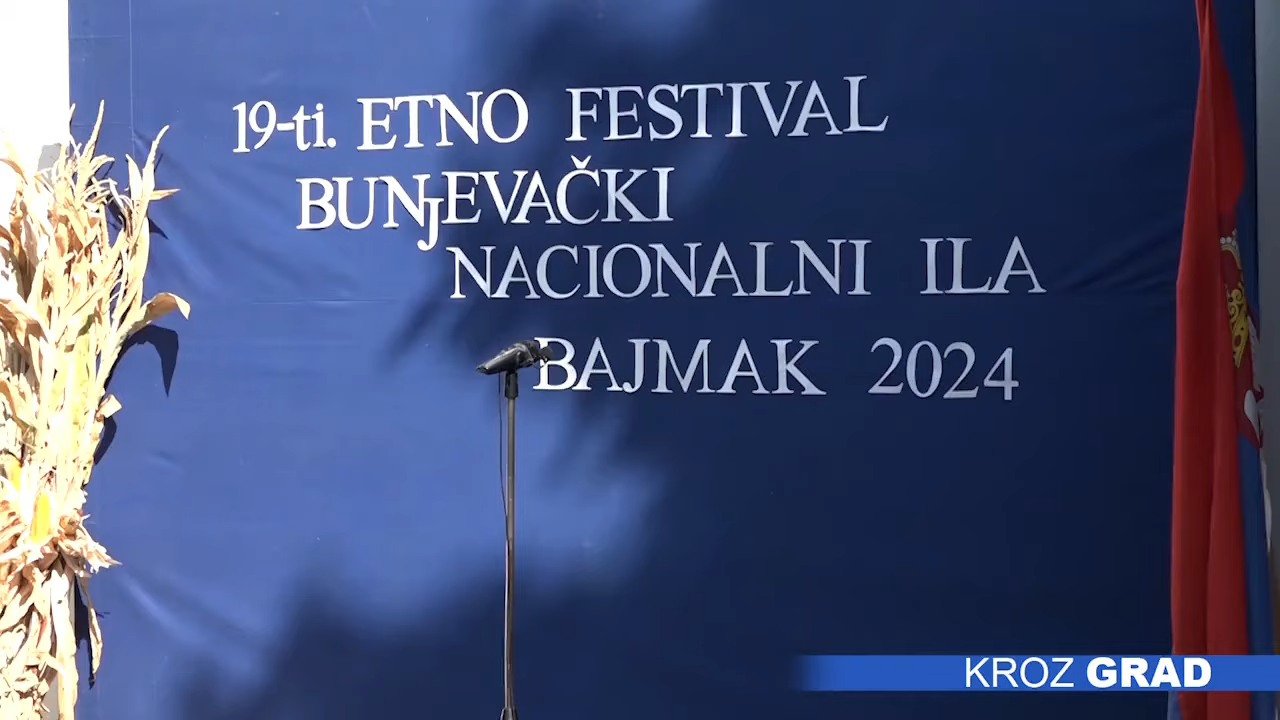 19-ti. ETNO FESTIVAL
BUNJEVAČKI
NACIONALNI ILA
BAJMAK 2024
KROZ GRAD